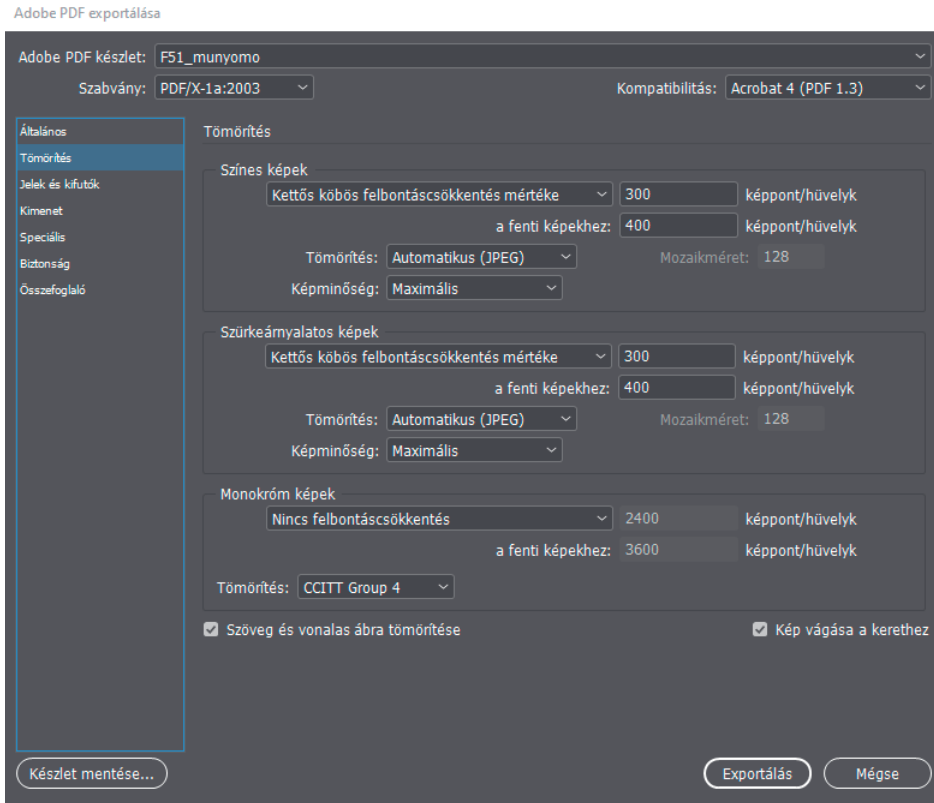 Adobe PDF exportálása
Adobe PDF készlet: F51_munyomo
Szabvány: PDF/X-1a:2003 Kompatibilitás: Acrobat 4 (PDF 1.3)
Általános
Tömörítés
Jelek és kifutók
Kimenet
Speciális
Biztonság
Összefoglaló
Tömörítés
Színes képek
Kettős köbös felbontáscsökkentés mértéke 300 képpont/hüvelyk
a fenti képekhez: 400 képpont/hüvelyk
Tömörítés: Automatikus (JPEG) Mozaikméret: 128
Képminőség: Maximális
Szürkeárnyalatos képek
Kettős köbös felbontáscsökkentés mértéke 300 képpont/hüvelyk
a fenti képekhez: 400 képpont/hüvelyk
Tömörítés: Automatikus (JPEG) Mozaikméret: 128
Képminőség: Maximális
Monokróm képek
Nincs felbontáscsökkentés 2400 képpont/hüvelyk
a fenti képekhez: 3600 képpont/hüvelyk
Tömörítés: CCITT Group 4
Szöveg és vonalas ábra tömörítése Kép vágása a kerethez
Készlet mentése... Exportálás Mégse